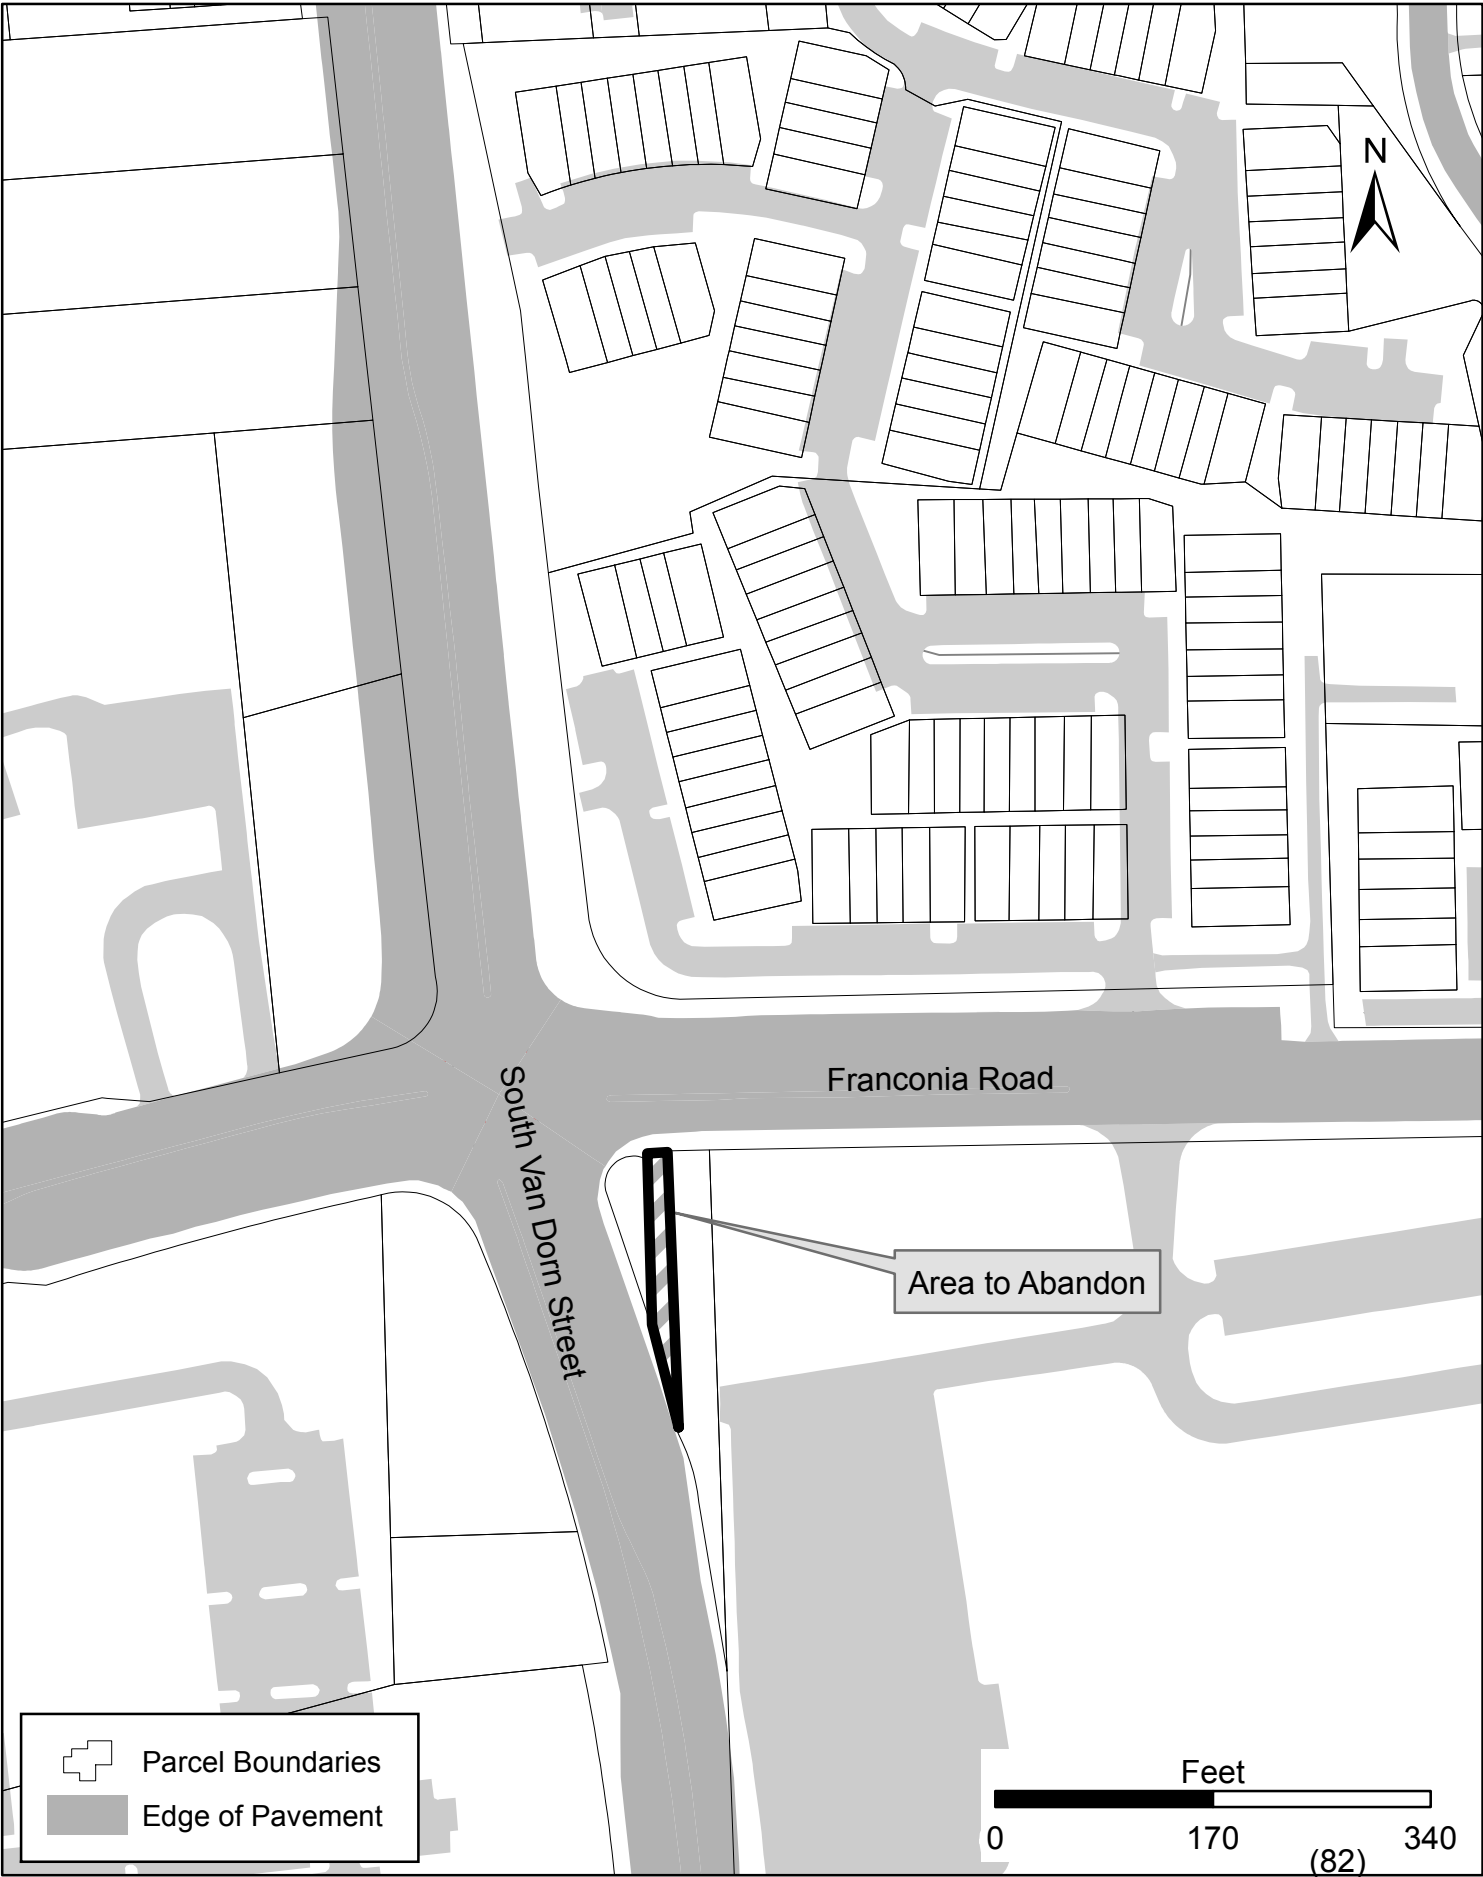 N
Franconia Road
South Van Dorn Street
Area to Abandon
Parcel Boundaries
Edge of Pavement
Feet
0 170 340
(82)